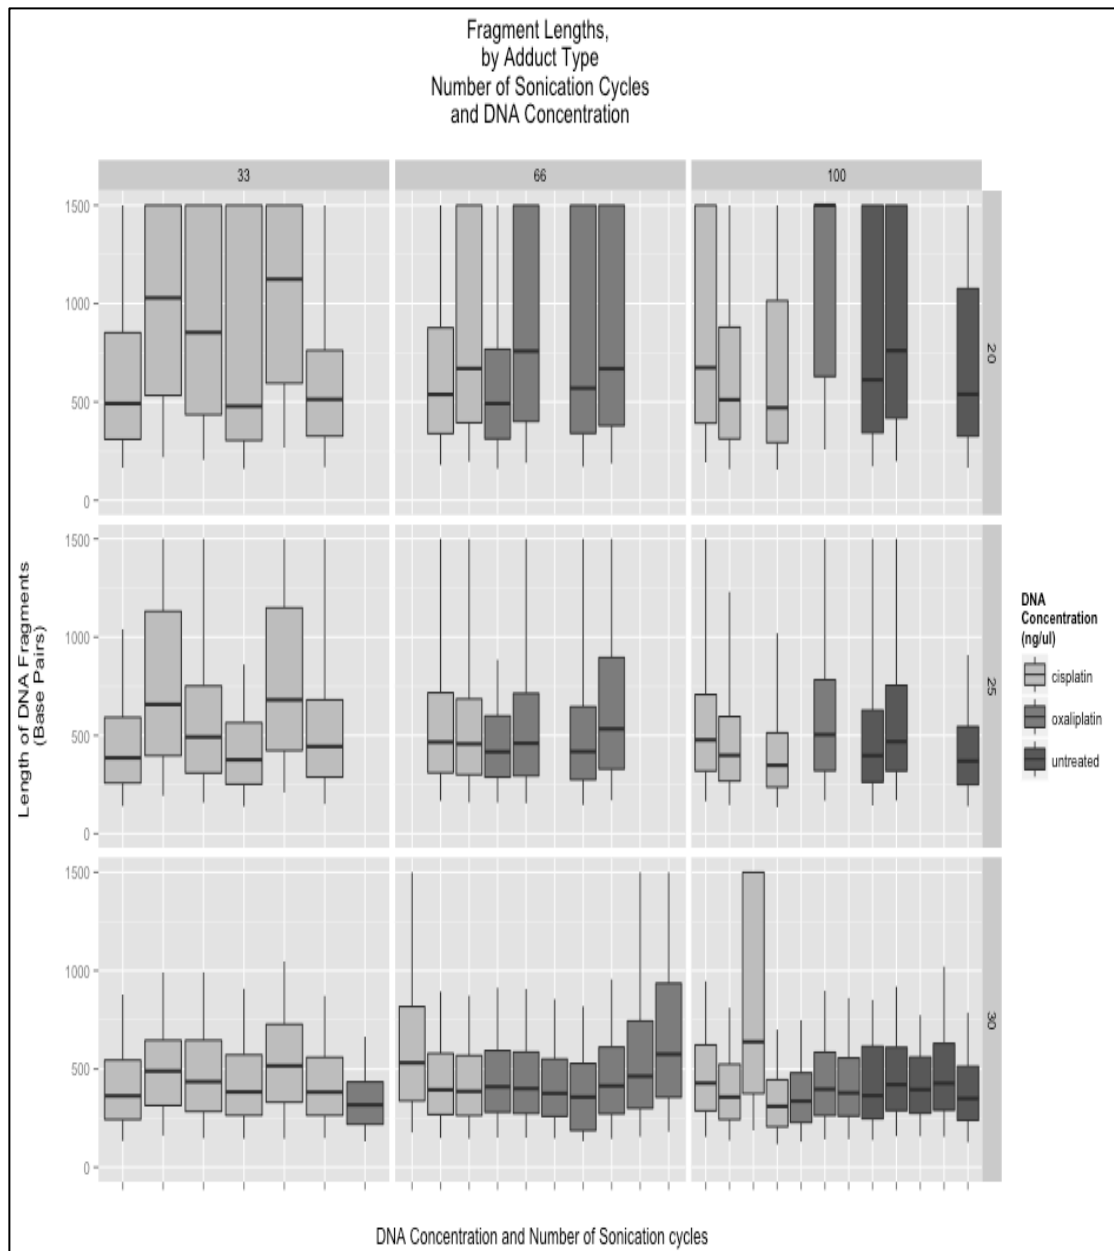 Fragment Lengths,
by Adduct Type
Number of Sonication Cycles
and DNA Concentration
33
66
100
1500
1000
500
0
20
1500
1000
500
0
25
1500
1000
500
0
30
Length of DNA Fragments
(Base Pairs)
DNA
Concentration
(ng/ul)
cisplatin
oxaliplatin
untreated
DNA Concentration and Number of Sonication cycles